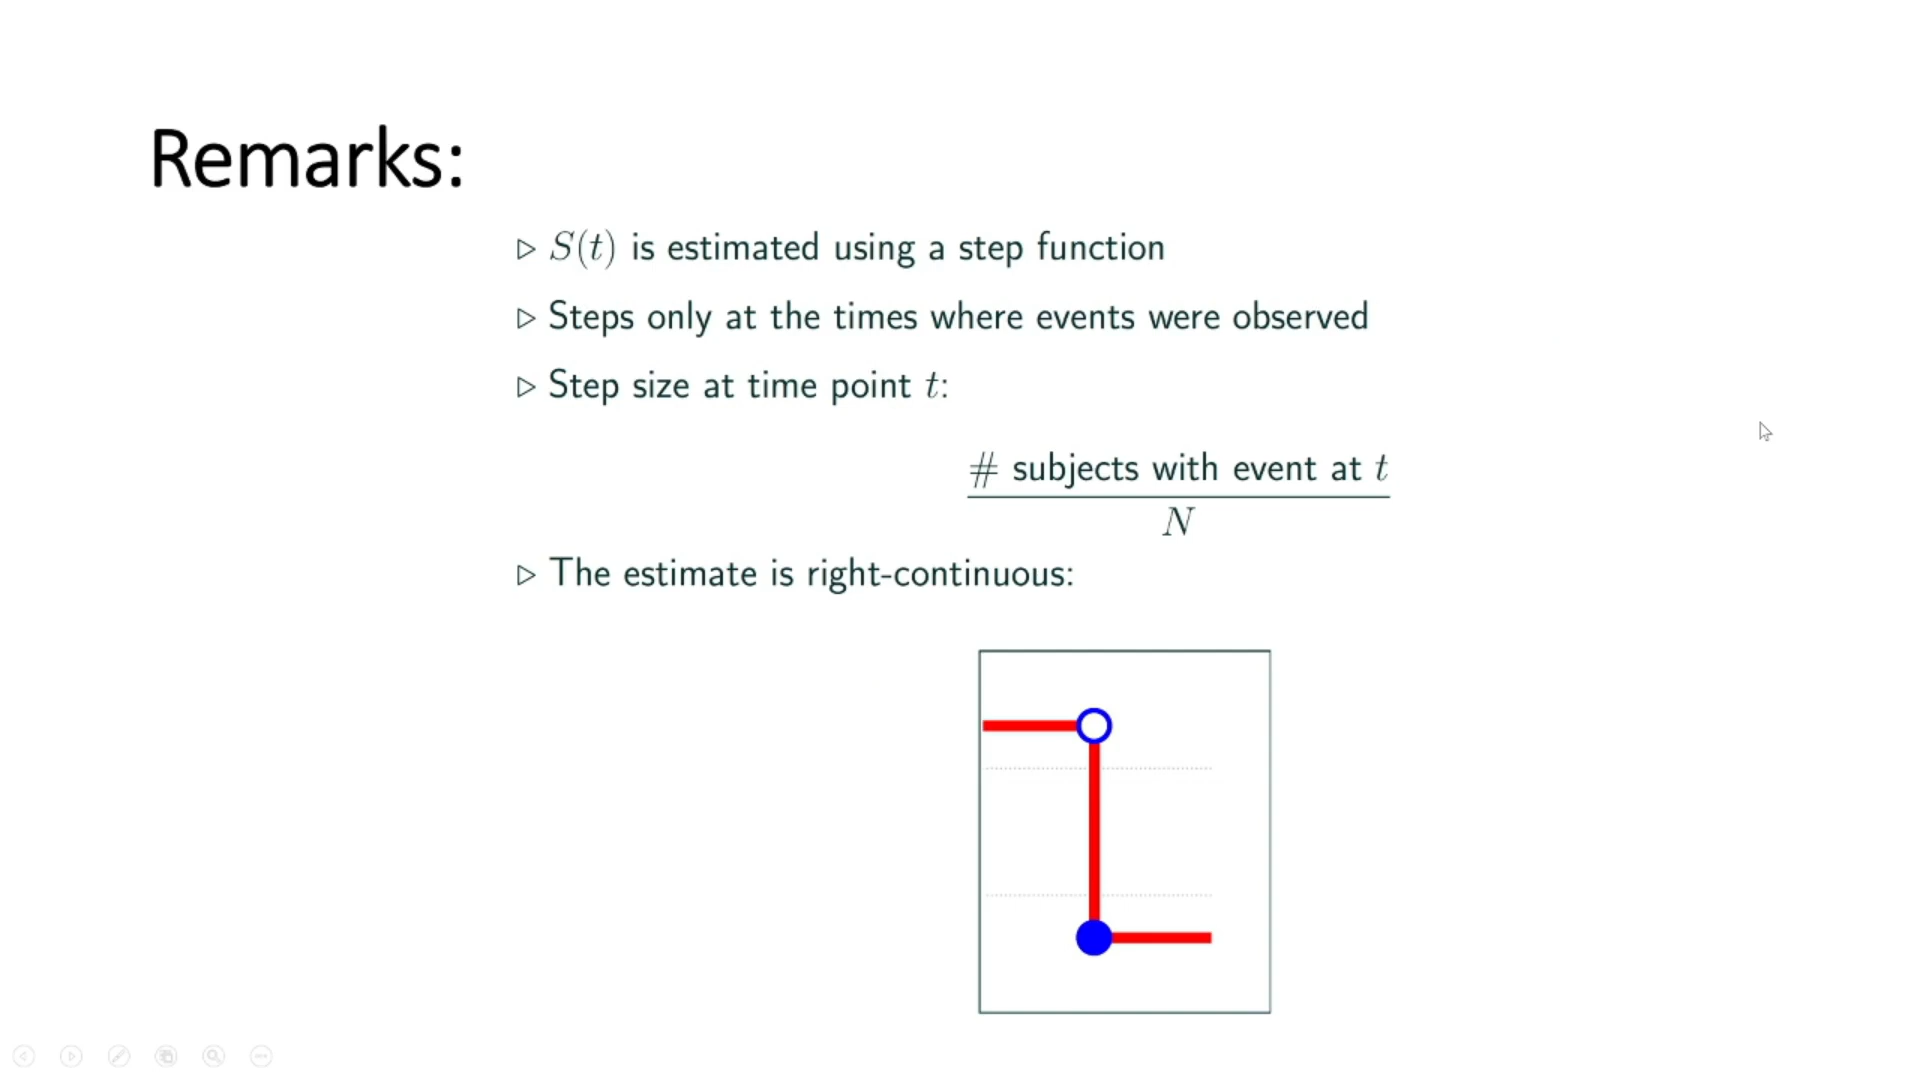 Remarks:
▷ S(t) is estimated using a step function
▷ Steps only at the times where events were observed
▷ Step size at time point t:
# subjects with event at t
N
▷ The estimate is right-continuous: